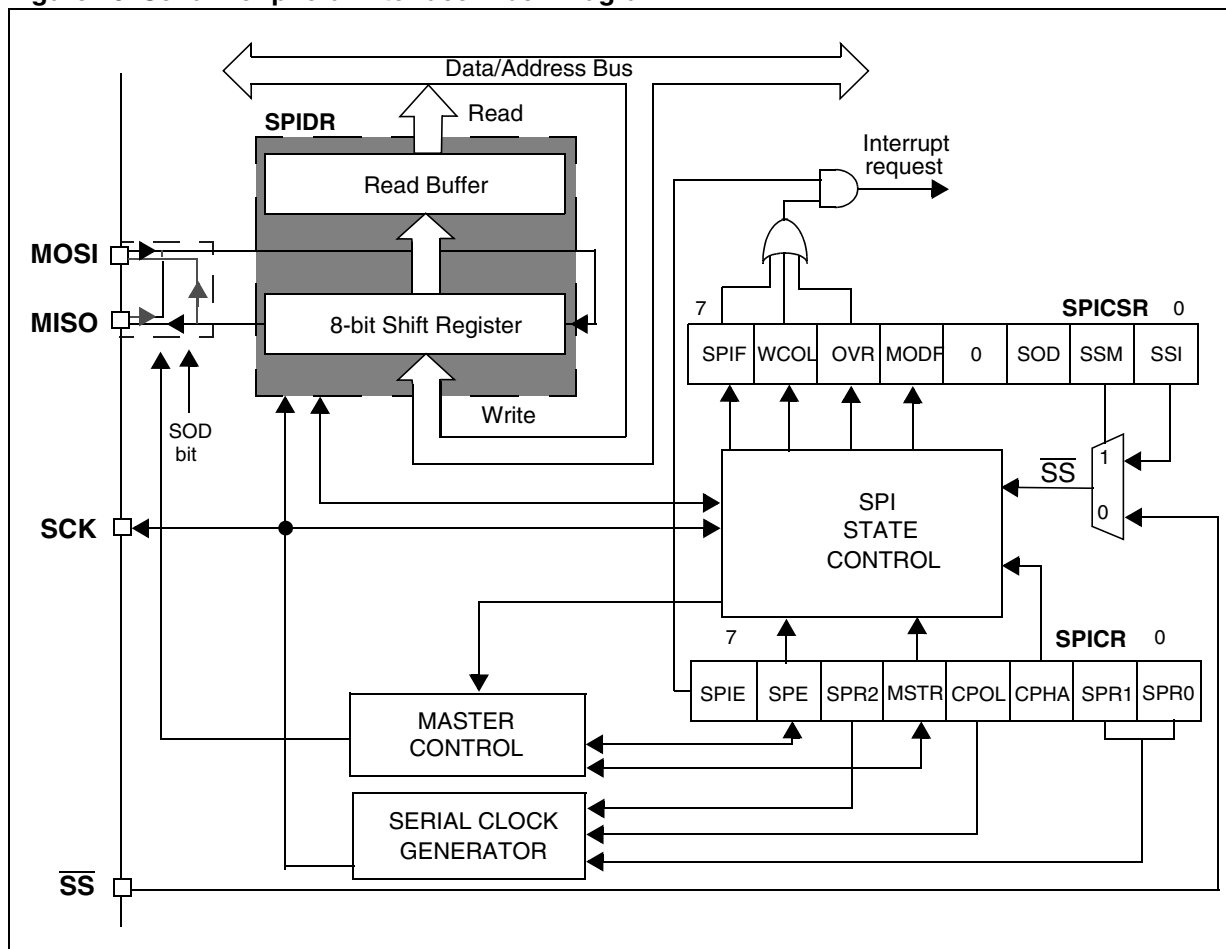 Data/Address Bus
SPIDR
Read
Read Buffer
Interrupt
request
MOSI
MISO
8-bit Shift Register
7
SPICSR
0
SPIF
WCOL
OVR
MODF
0
SOD
SSM
SSI
SOD
bit
Write
1
SS
0
SCK
SPI
STATE
CONTROL
7
SPICR
0
SPIE
SPE
SPR2
MSTR
CPOL
CPHA
SPR1
SPR0
MASTER
CONTROL
SERIAL CLOCK
GENERATOR
SS